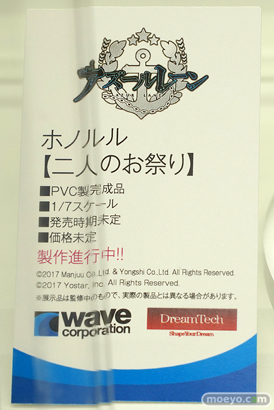 アズールレーン
ホノルル
【二人のお祭り】
■PVC製完成品
■1/7スケール
■発売時期未定
■価格未定
製作進行中!!
©2017 Manjuu Co.,Ltd. & Yongshi Co.,Ltd. All Rights Reserved.
©2017 Yostar, Inc. All Rights Reserved.
※展示品は監修中のもので、実際の製品とは異なる場合があります。
wave corporation
DreamTech
ShapeYourDream
moeyo.com